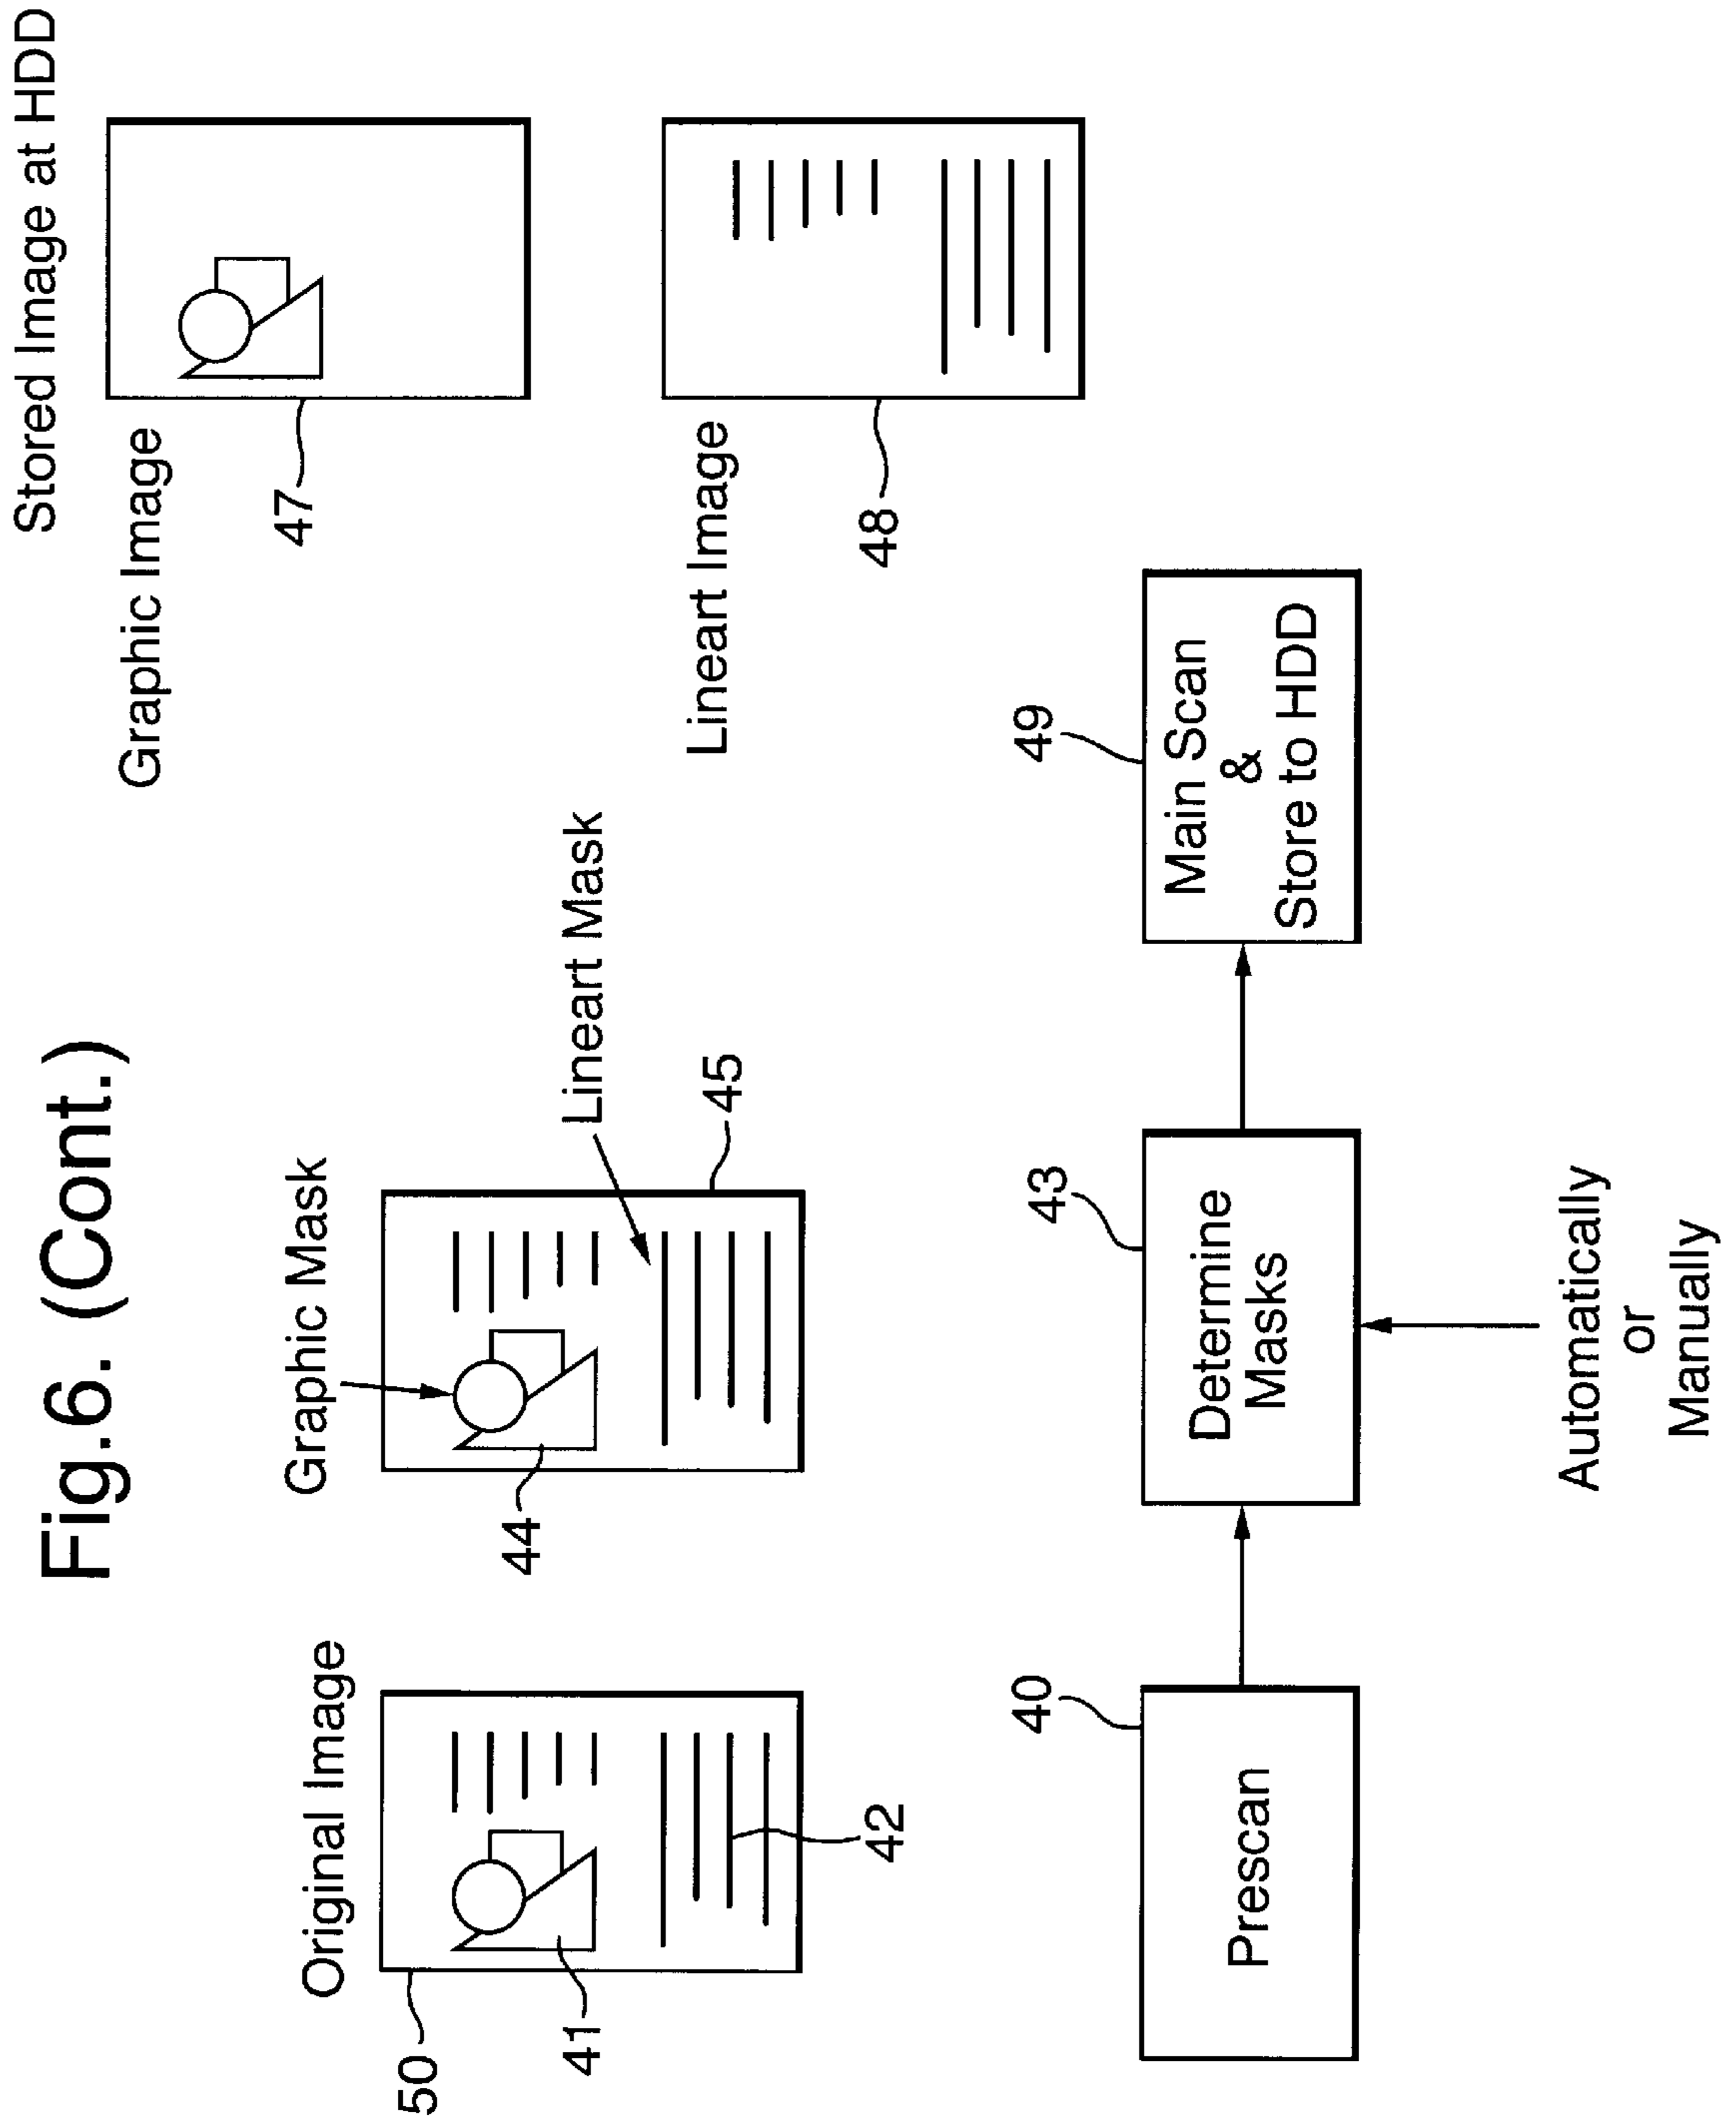 Fig.6. (Cont.)
Stored Image at HDD
Original Image
50
41
42
Graphic Mask
44
Lineart Mask
45
Graphic Image
47
Lineart Image
48
40
Prescan
43
Determine
Masks
49
Main Scan
&
Store to HDD
Automatically
or
Manually